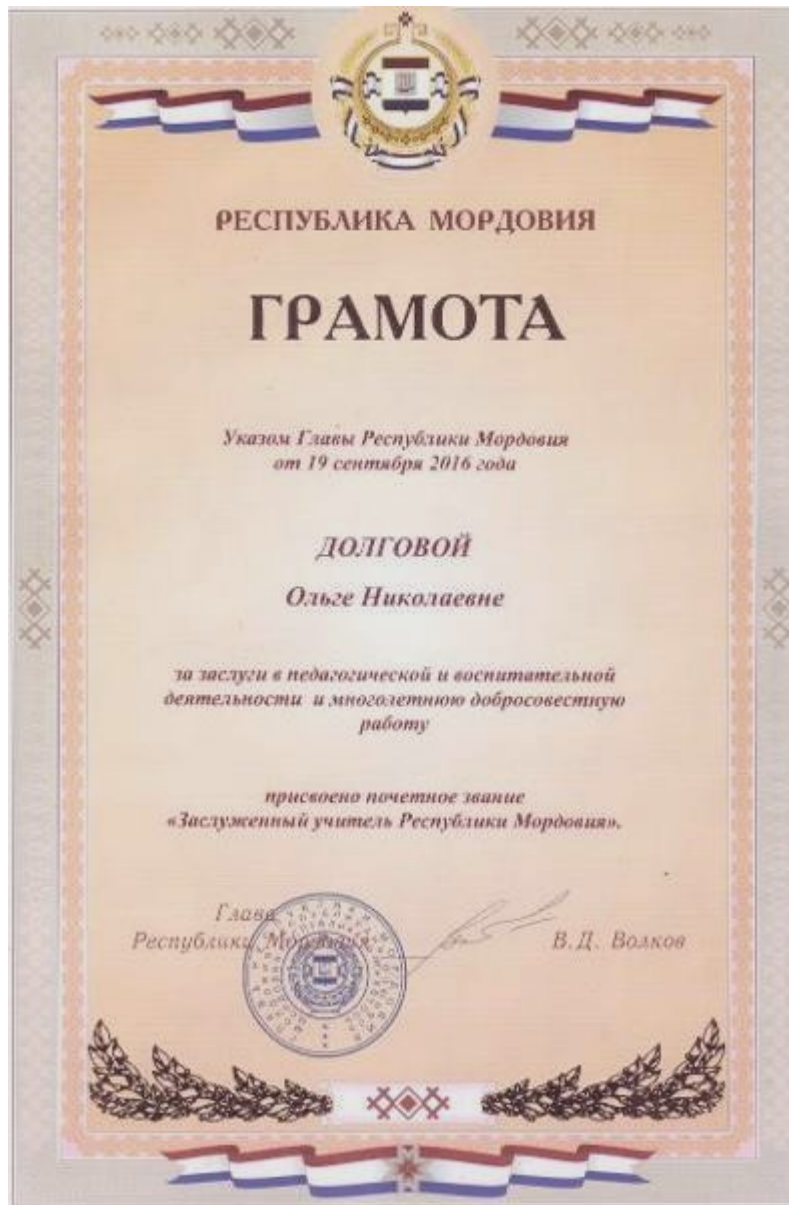 РЕСПУБЛИКА МОРДОВИЯ
ГРАМОТА
Указом Главы Республики Мордовия
от 19 сентября 2016 года
ДОЛГОВОЙ
Ольге Николаевне
за заслуги в педагогической и воспитательной
деятельности и многолетнюю добросовестную
работу
присвоено почетное звание
«Заслуженный учитель Республики Мордовия».
Глава
Республики Мордовия
В.Д. Волков